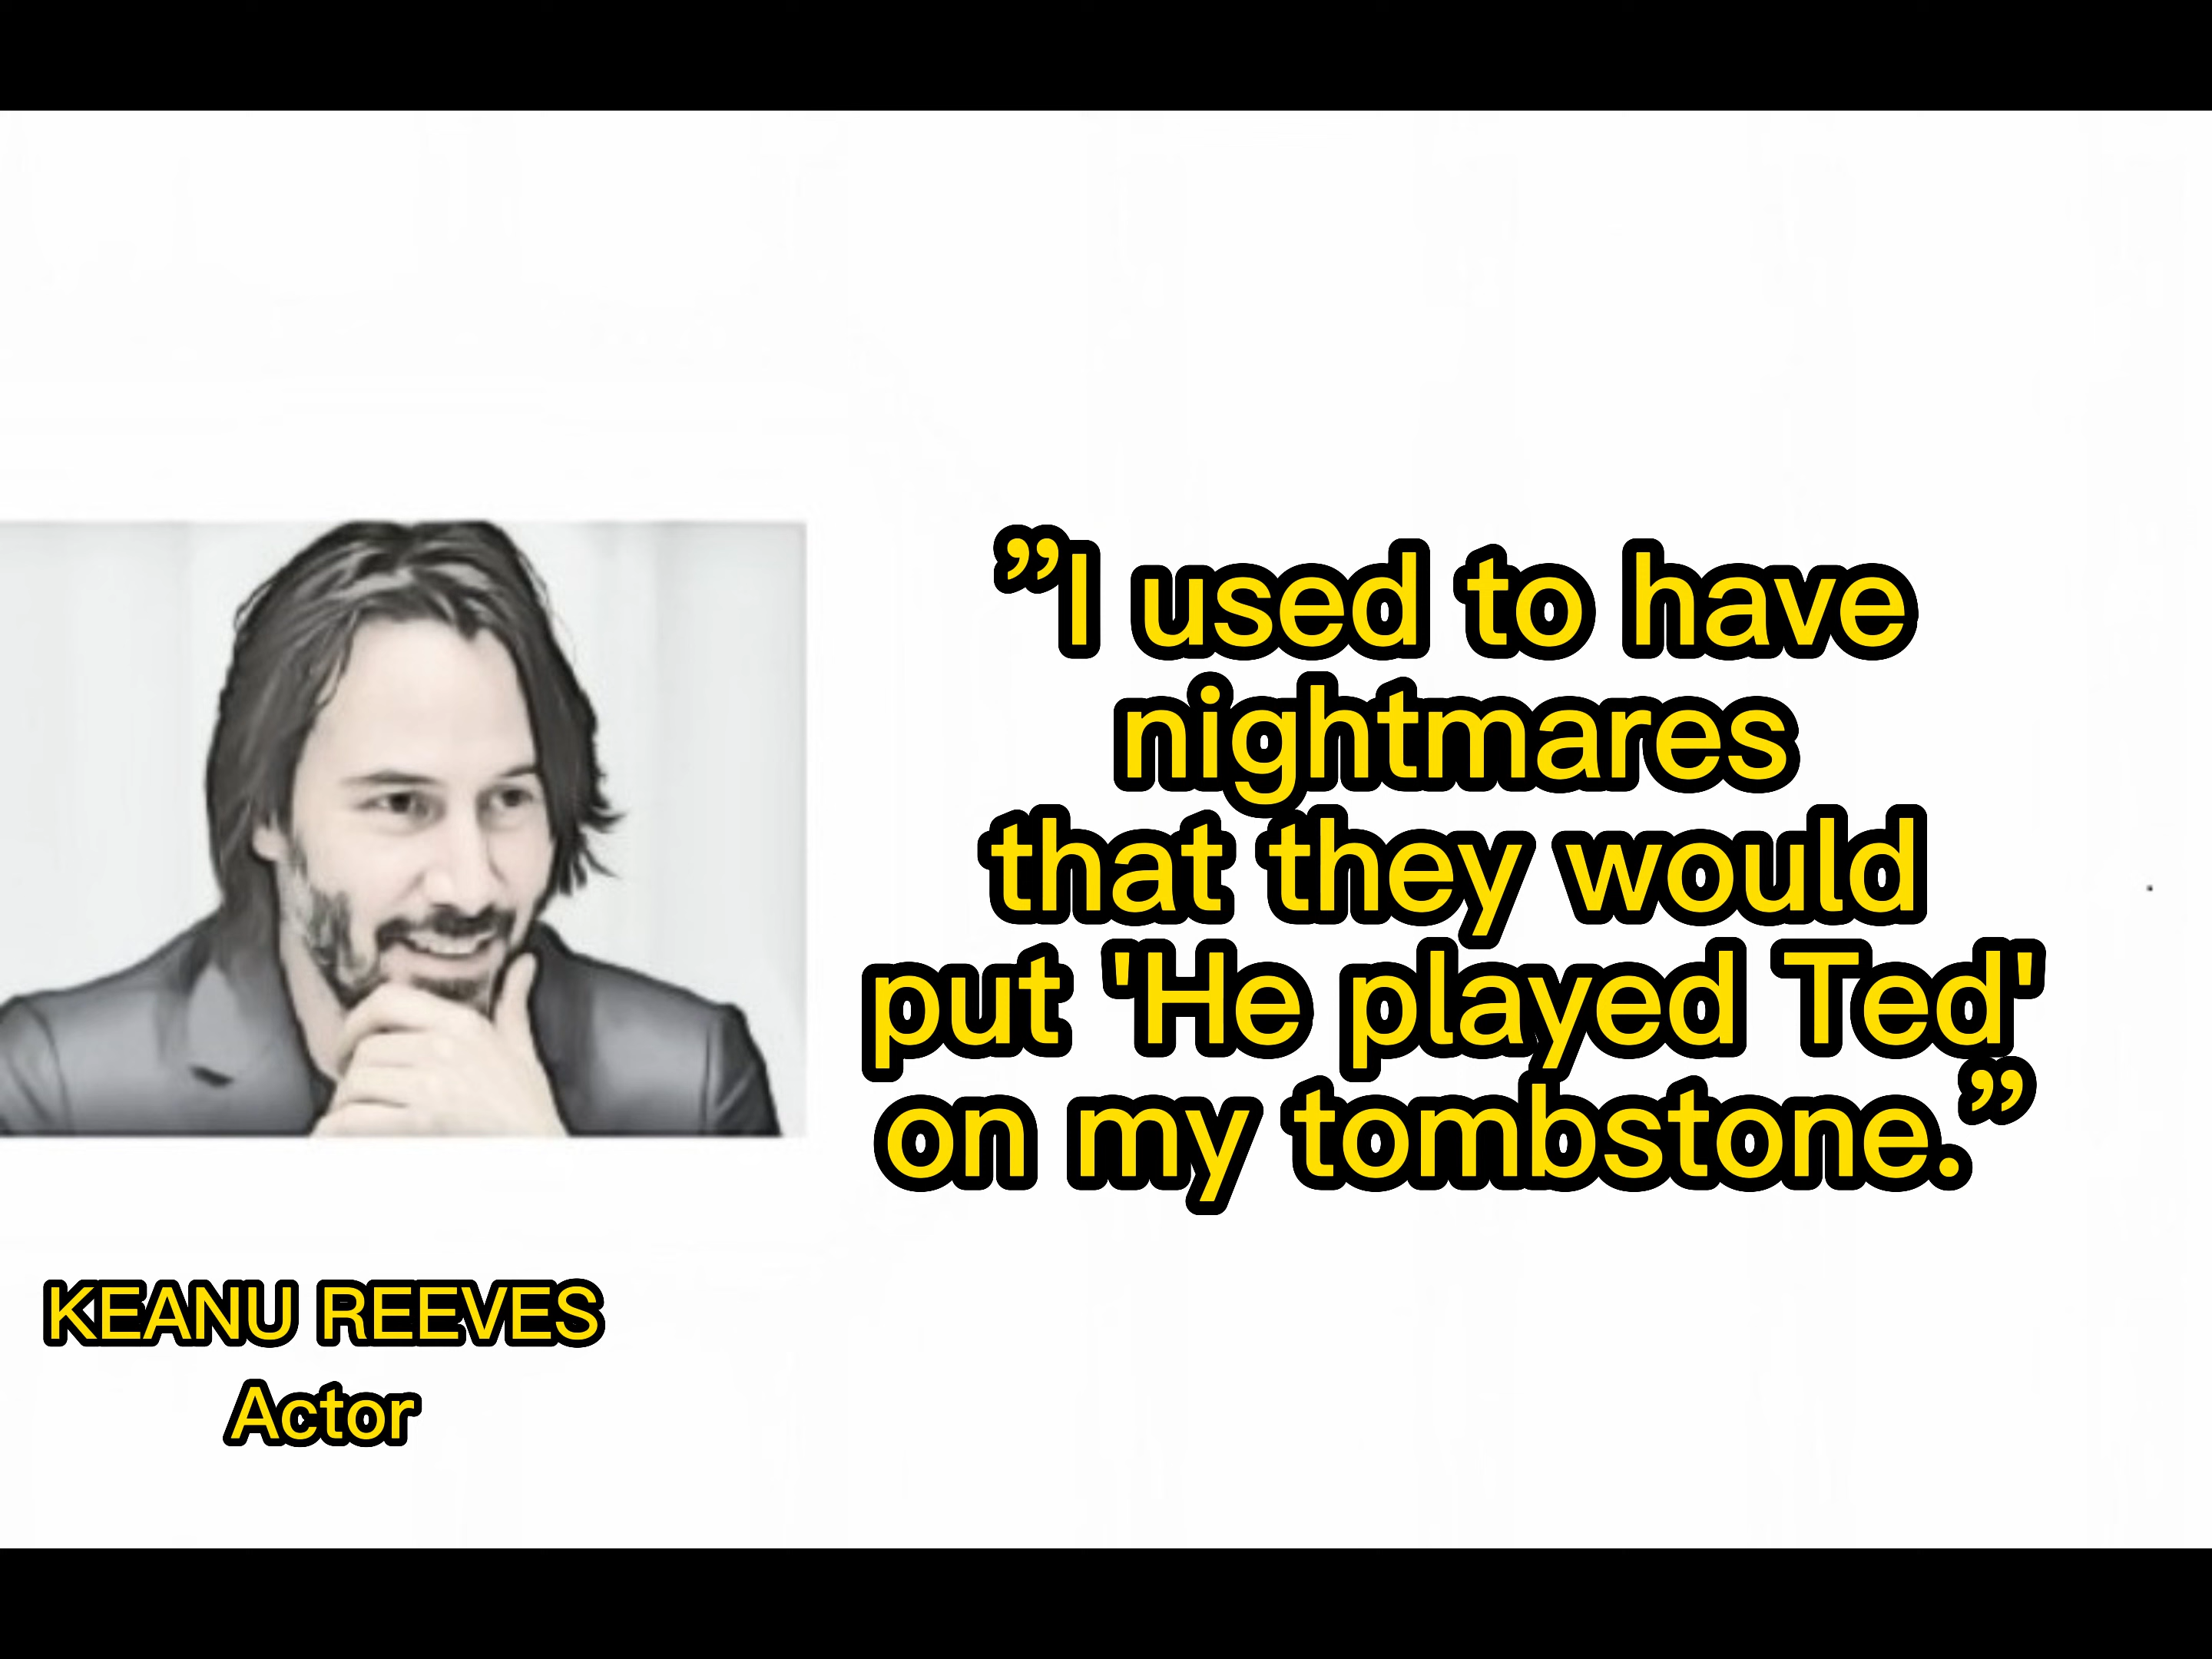 ”I used to have
nightmares
that they would
put 'He played Ted'
on my tombstone.”
KEANU REEVES
Actor